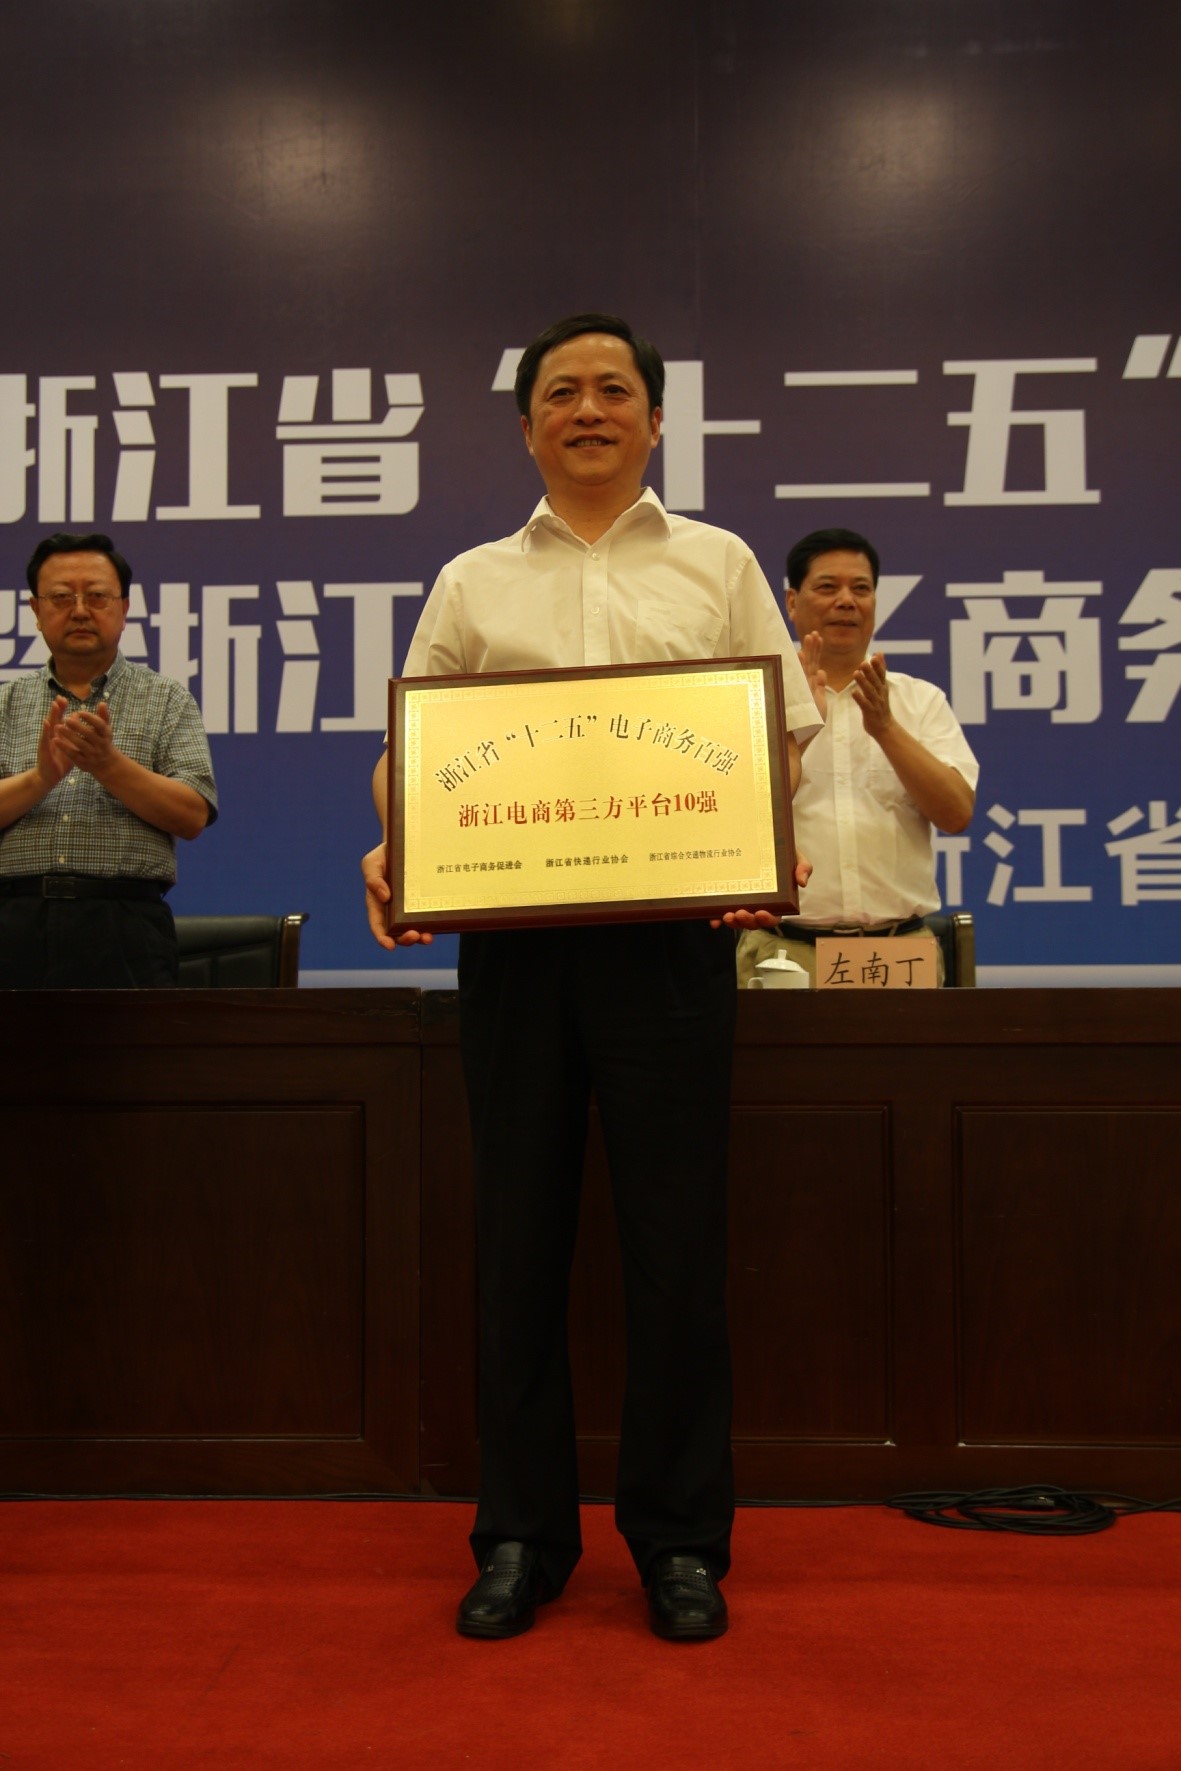 浙江省“十二五”
暨浙江 子商务
浙江省
浙江省“十二五”电子商务百强
浙江电商第三方平台10强
浙江省电子商务促进会 浙江省快递行业协会 浙江省综合交通物流行业协会
左南丁